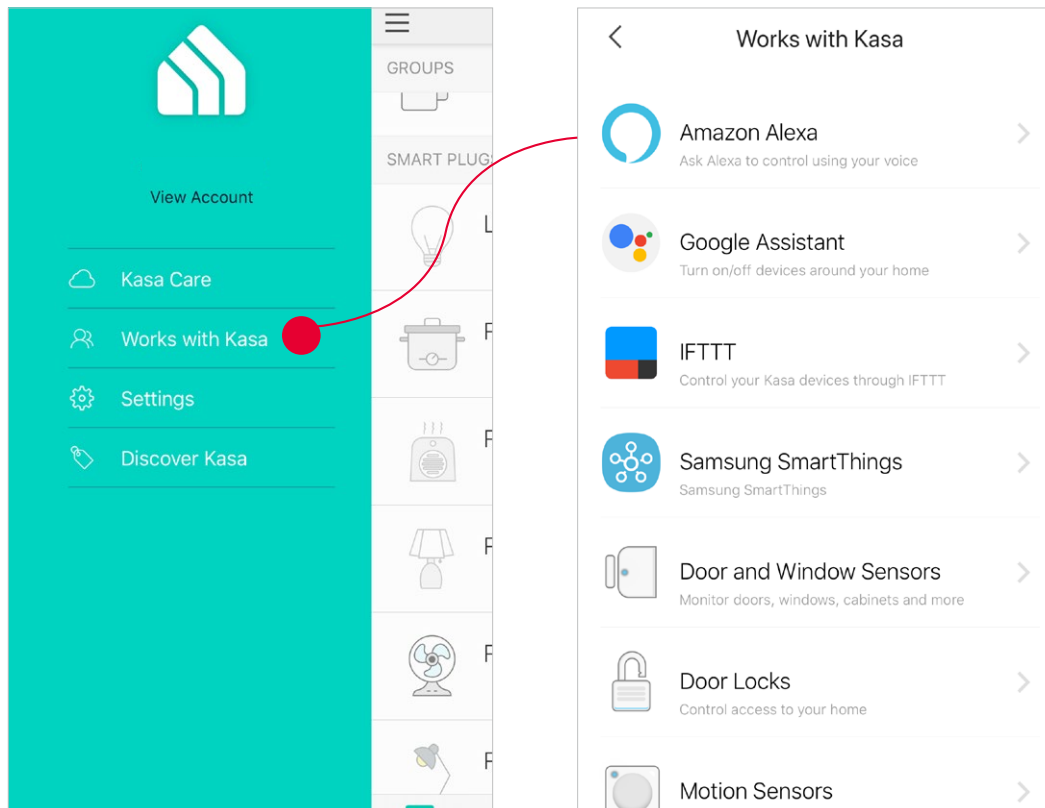 View Account
Kasa Care
Works with Kasa
Settings
Discover Kasa
GROUPS
SMART PLUGS
L
F
F
F
F
F
Works with Kasa
Amazon Alexa
Ask Alexa to control using your voice
Google Assistant
Turn on/off devices around your home
IFTTT
Control your Kasa devices through IFTTT
Samsung SmartThings
Samsung SmartThings
Door and Window Sensors
Monitor doors, windows, cabinets and more
Door Locks
Control access to your home
Motion Sensors